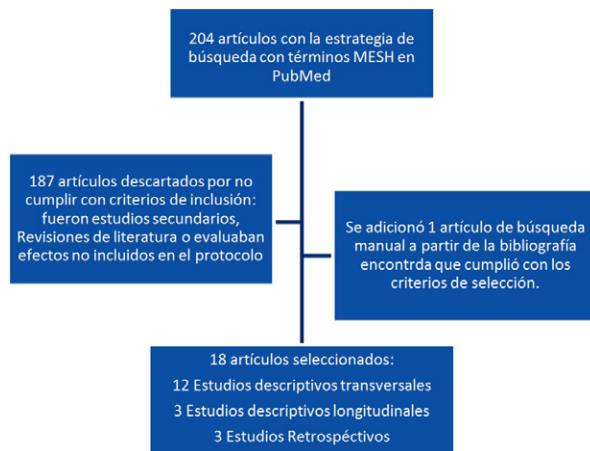 204 artículos con la estrategia de
búsqueda con términos MESH en
PubMed
187 artículos descartados por no
cumplir con criterios de inclusión:
fueron estudios secundarios,
Revisiones de literatura o evaluaban
efectos no incluidos en el protocolo
Se adicionó 1 artículo de búsqueda
manual a partir de la bibliografía
encontrda que cumplió con los
criterios de selección.
18 artículos seleccionados:
12 Estudios descriptivos transversales
3 Estudios descriptivos longitudinales
3 Estudios Retrospéctivos